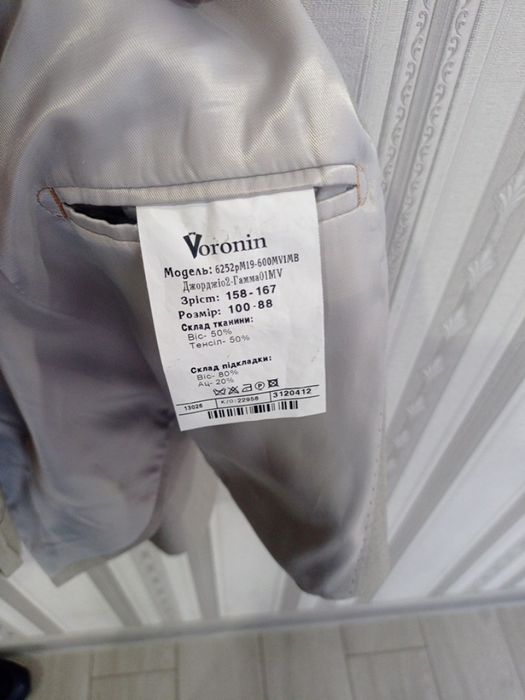 Voronin
Модель: 6252рМ19-600MV1MB
Джорджіо2-Гамма01MV
Зріст: 158-167
Розмір: 100-88
Склад тканини:
Віс- 50%
Тенсіл- 50%
Склад підкладки:
Віс- 80%
Ац- 20%
13026 К/О:22958 3120412